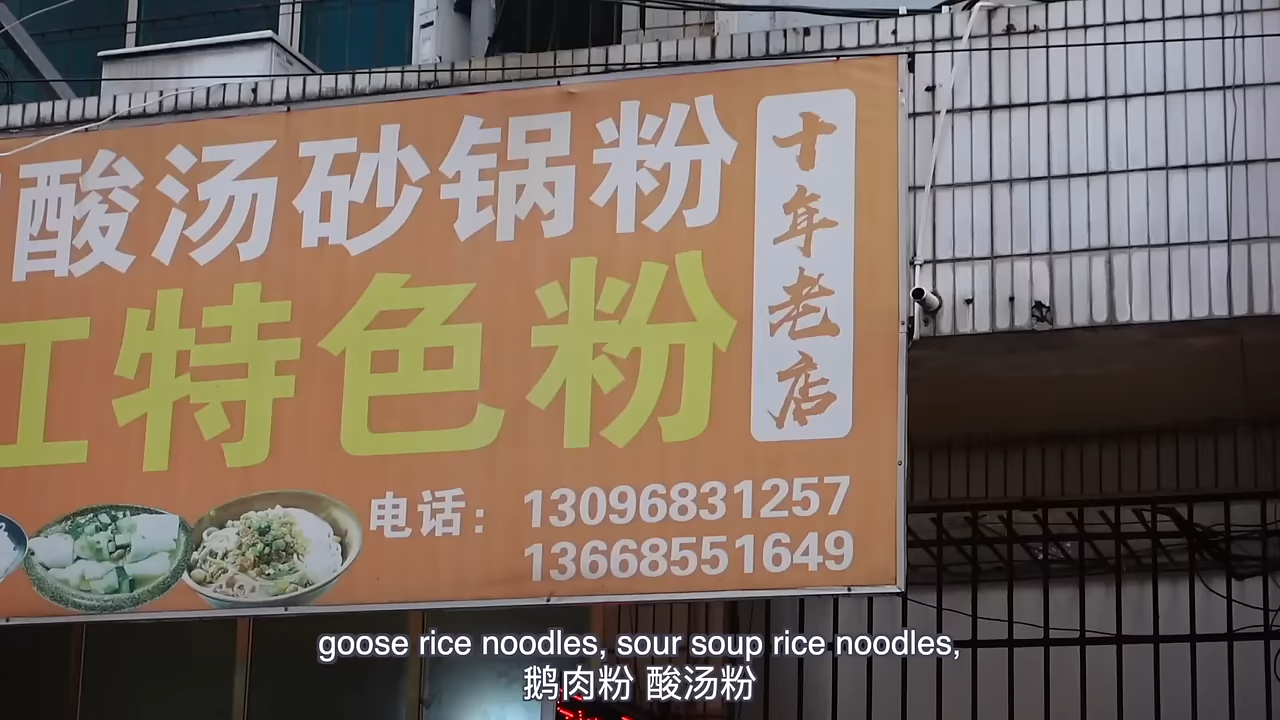 酸汤砂锅粉
江特色粉
十年老店
电话：13096831257
13668551649
goose rice noodles, sour soup rice noodles,
鹅肉粉 酸汤粉